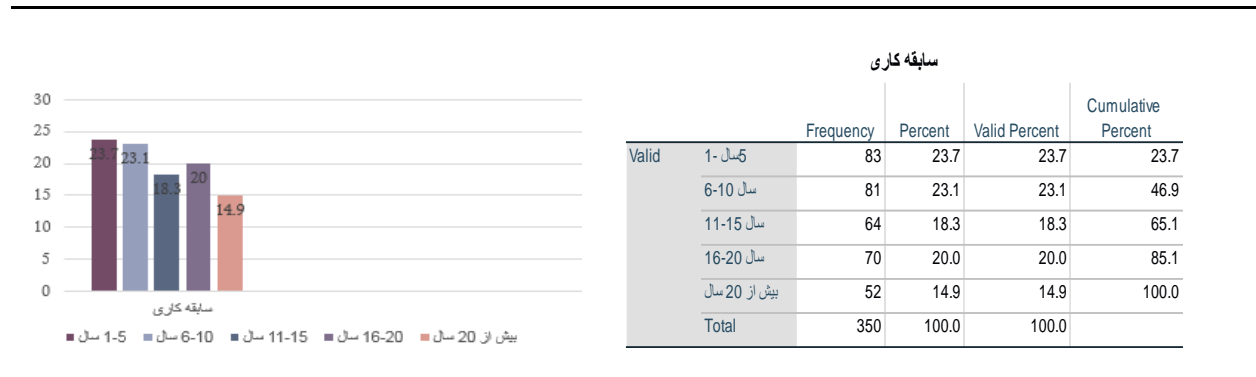 30
25
20
15
10
5
0
23.7
23.1
18.3
20
14.9
سابقه کاری
1-5 سال
6-10 سال
11-15 سال
16-20 سال
بیش از 20 سال
سابقه کاری
Frequency Percent Valid Percent Cumulative Percent
Valid 1- سال5 83 23.7 23.7 23.7
6-10 سال 81 23.1 23.1 46.9
11-15 سال 64 18.3 18.3 65.1
16-20 سال 70 20.0 20.0 85.1
بیش از 20 سال 52 14.9 14.9 100.0
Total 350 100.0 100.0